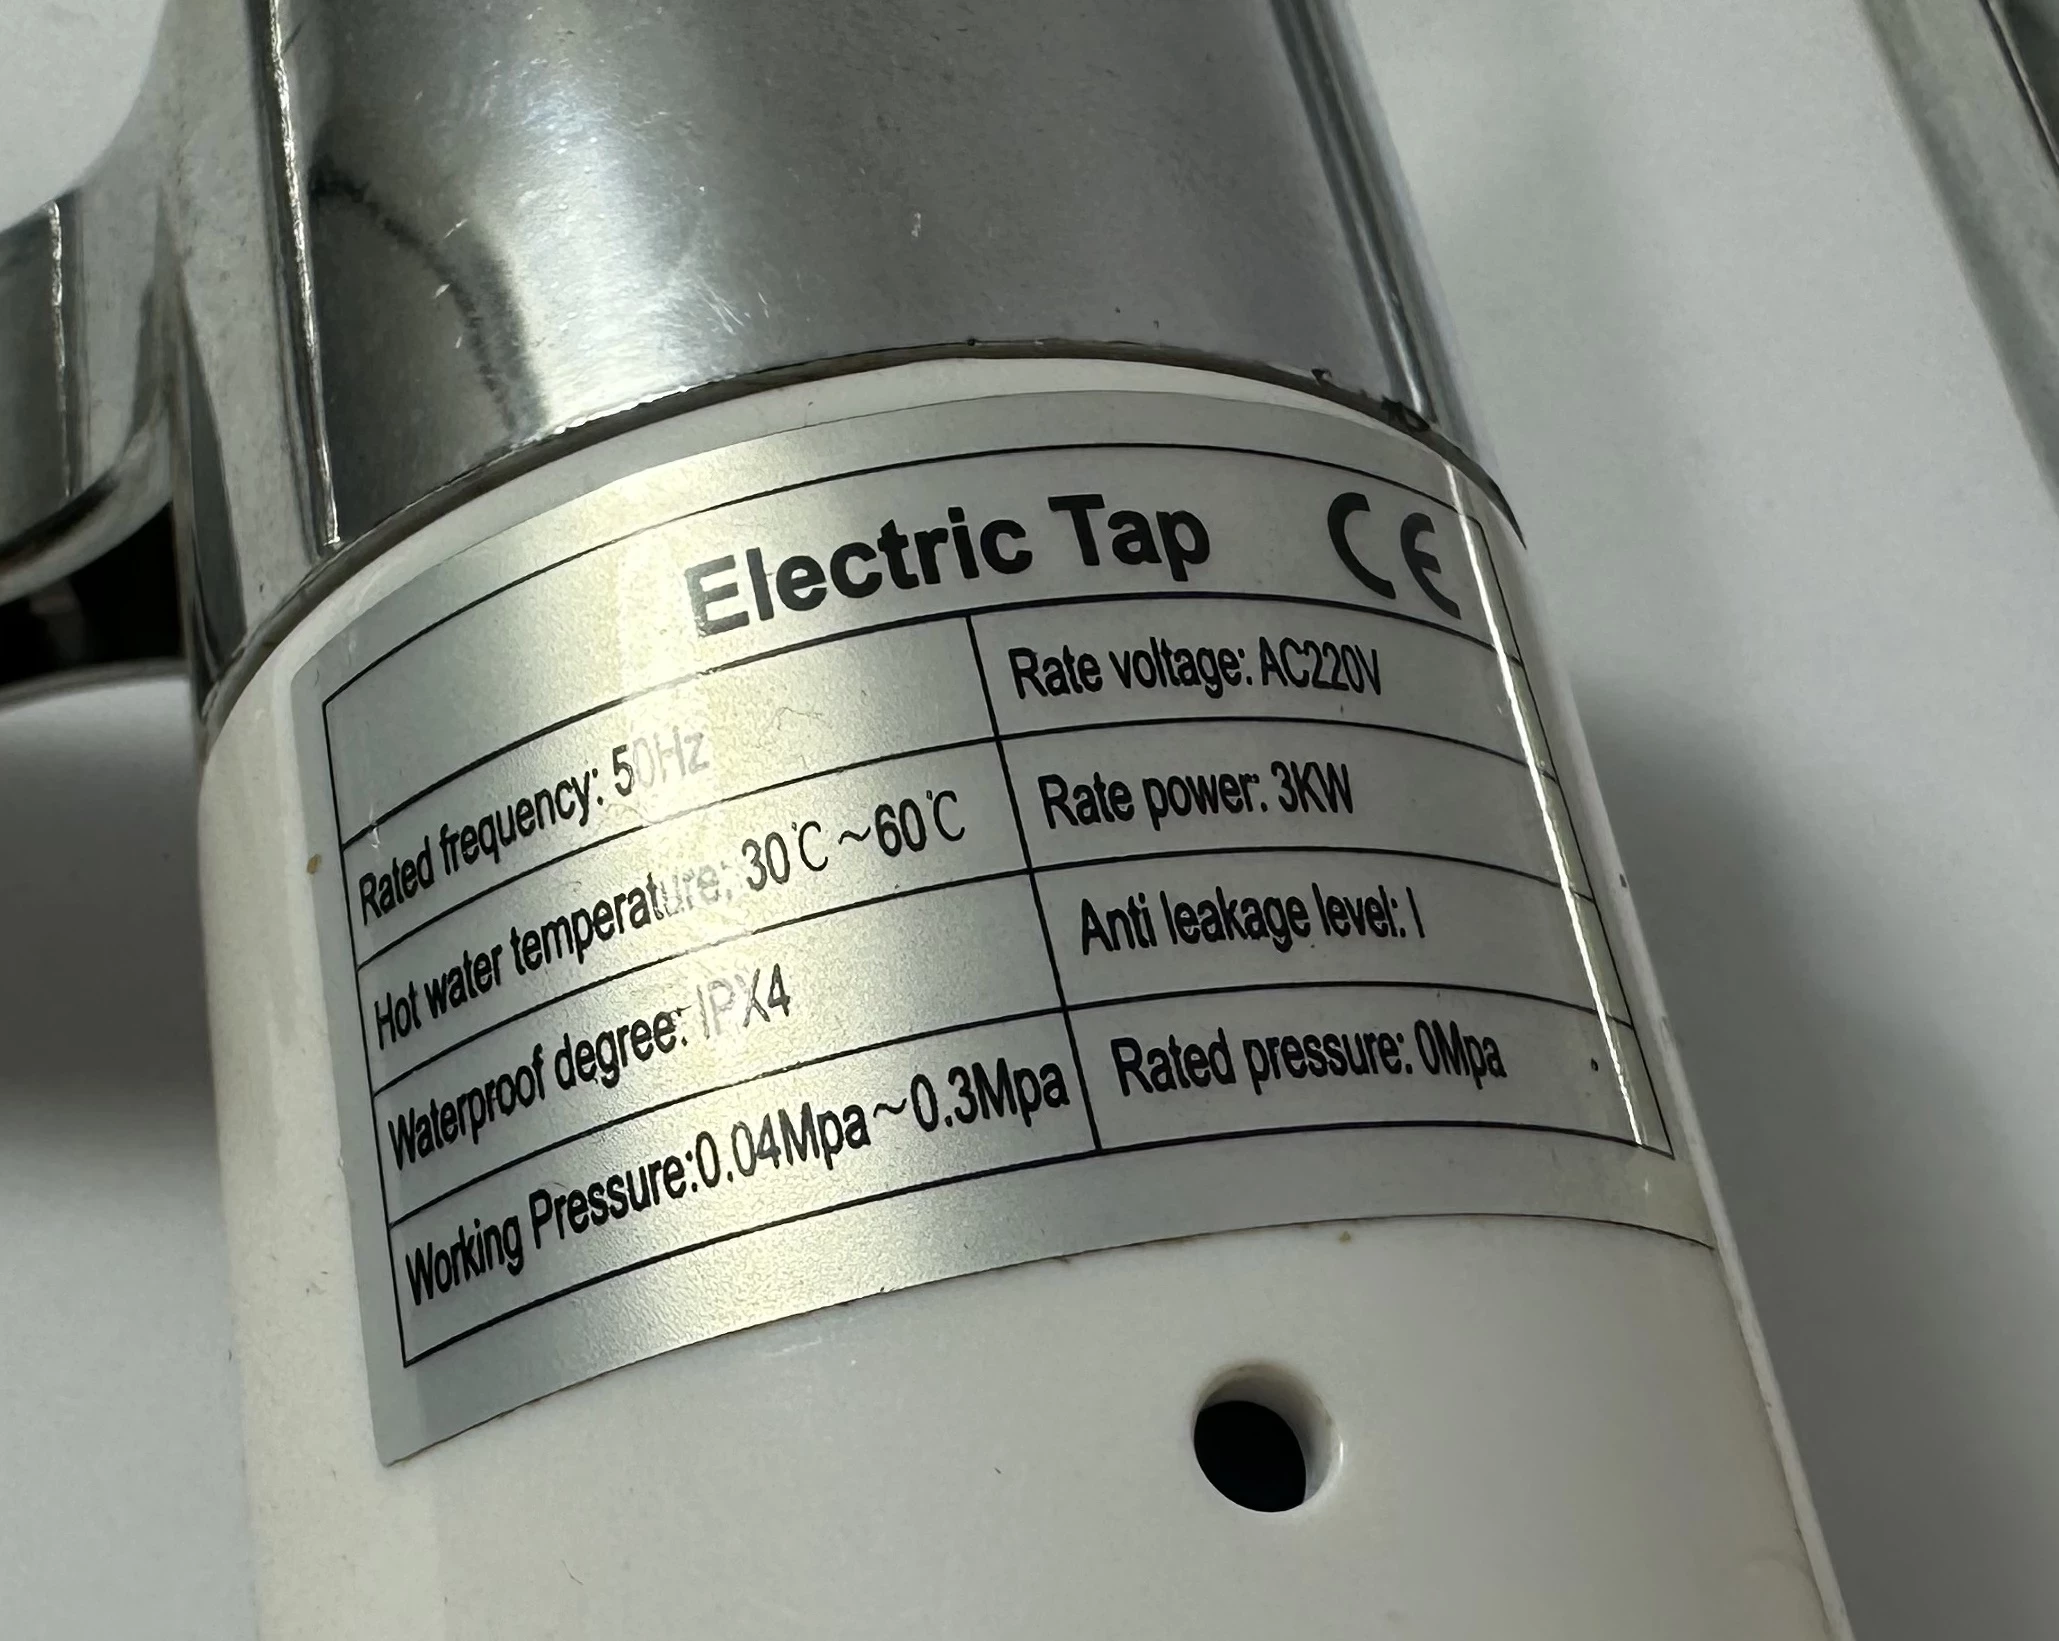 Electric Tap CE
Rate voltage: AC220V
Rated frequency: 50Hz
Rate power: 3KW
Hot water temperature: 30℃~60℃
Anti leakage level: I
Waterproof degree: IPX4
Rated pressure: 0Mpa
Working Pressure:0.04Mpa~0.3Mpa